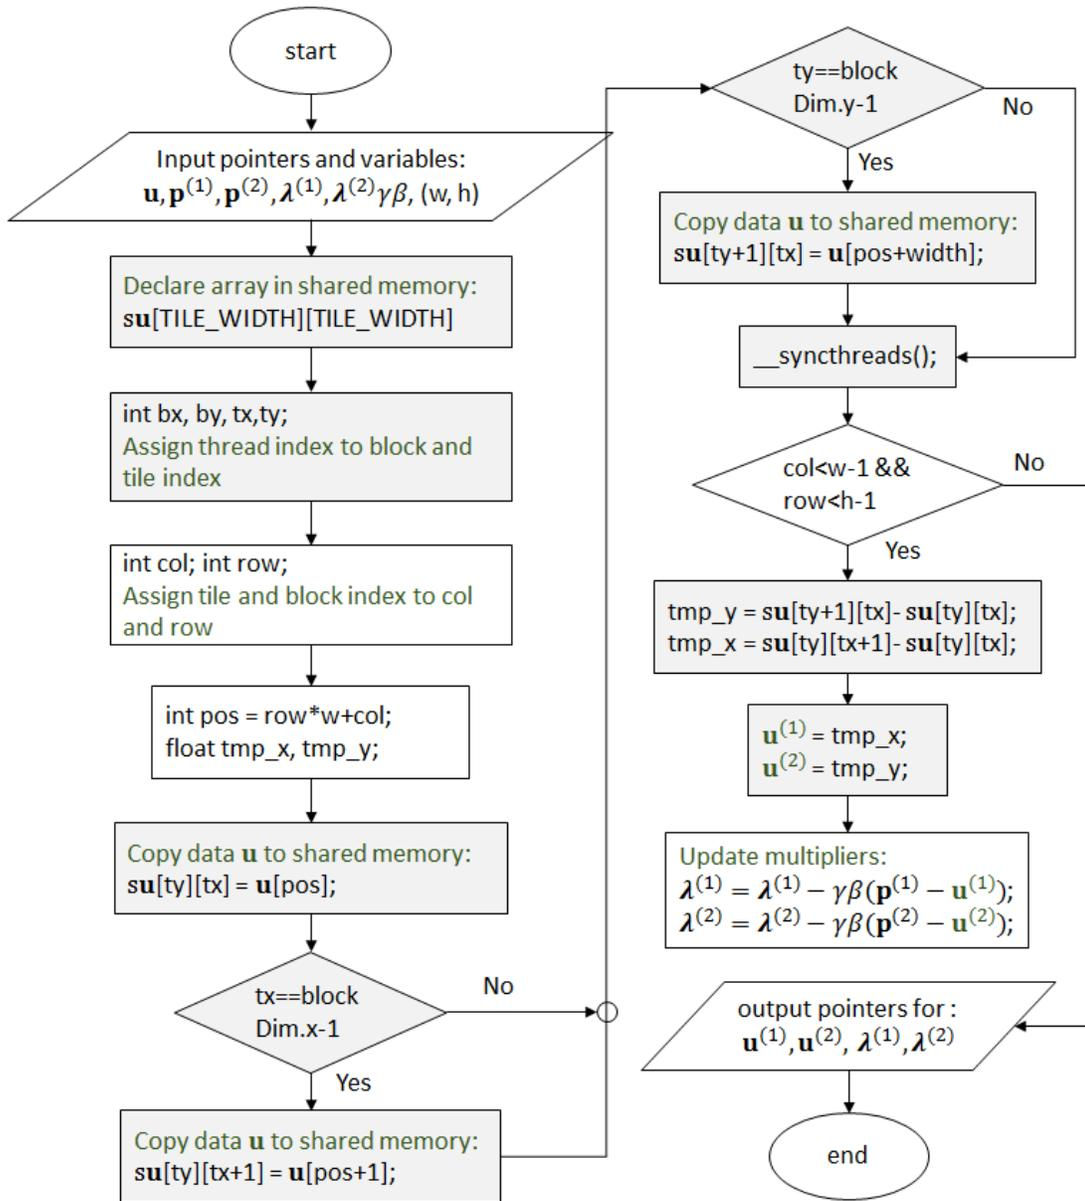 start
Input pointers and variables:
u, p⁽¹⁾, p⁽²⁾, λ⁽¹⁾, λ⁽²⁾γβ, (w, h)
Declare array in shared memory:
su[TILE_WIDTH][TILE_WIDTH]
int bx, by, tx,ty;
Assign thread index to block and
tile index
int col; int row;
Assign tile and block index to col
and row
int pos = row*w+col;
float tmp_x, tmp_y;
Copy data u to shared memory:
su[ty][tx] = u[pos];
tx==block
Dim.x-1
No
Yes
Copy data u to shared memory:
su[ty][tx+1] = u[pos+1];
ty==block
Dim.y-1
No
Yes
Copy data u to shared memory:
su[ty+1][tx] = u[pos+width];
__syncthreads();
col<w-1 &&
row<h-1
No
Yes
tmp_y = su[ty+1][tx]- su[ty][tx];
tmp_x = su[ty][tx+1]- su[ty][tx];
u⁽¹⁾ = tmp_x;
u⁽²⁾ = tmp_y;
Update multipliers:
λ⁽¹⁾ = λ⁽¹⁾ − γβ(p⁽¹⁾ − u⁽¹⁾);
λ⁽²⁾ = λ⁽²⁾ − γβ(p⁽²⁾ − u⁽²⁾);
output pointers for :
u⁽¹⁾, u⁽²⁾, λ⁽¹⁾, λ⁽²⁾
end